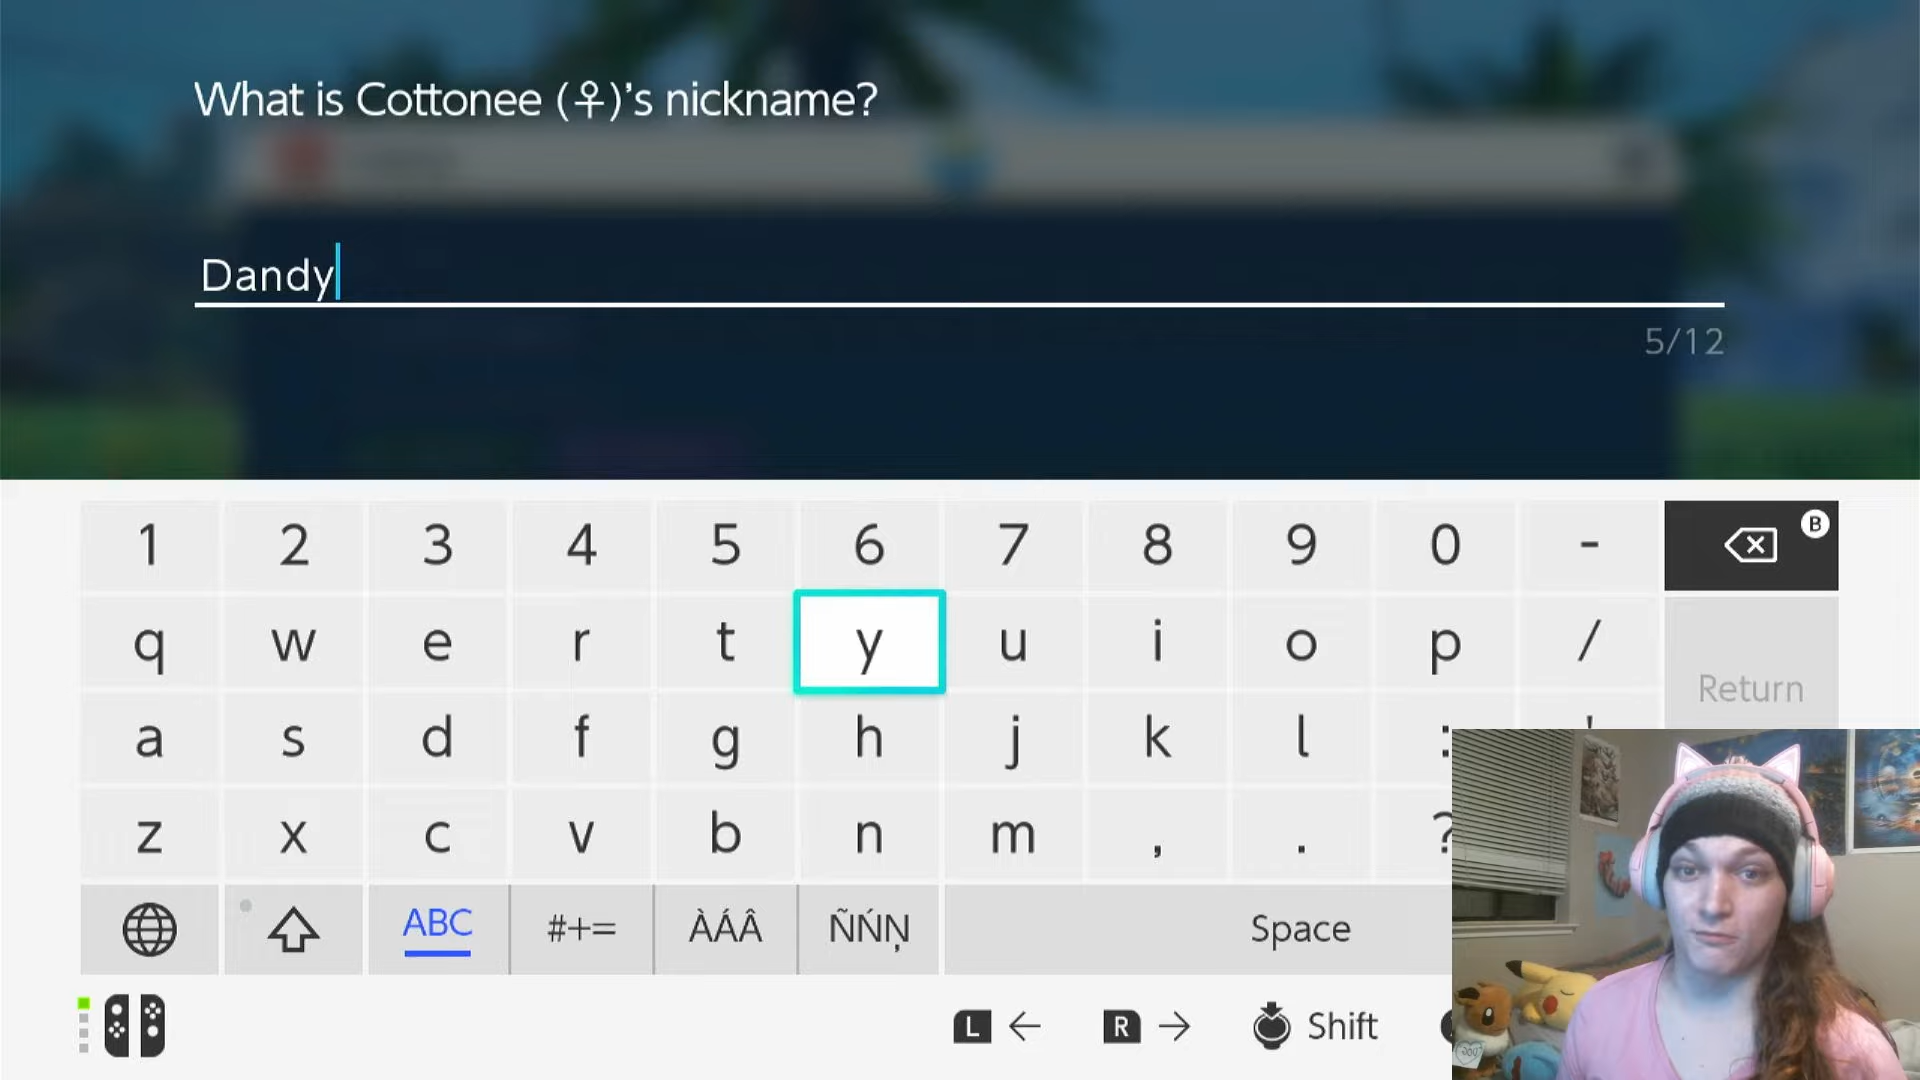 What is Cottonee (♀)'s nickname?
Dandy
5/12
1 2 3 4 5 6 7 8 9 0 -
B
q w e r t y u i o p /
Return
a s d f g h j k l : '
z x c v b n m , . ?
ABC #+= ÀÁÂ ÑŃŅ Space
L ← R → Shift